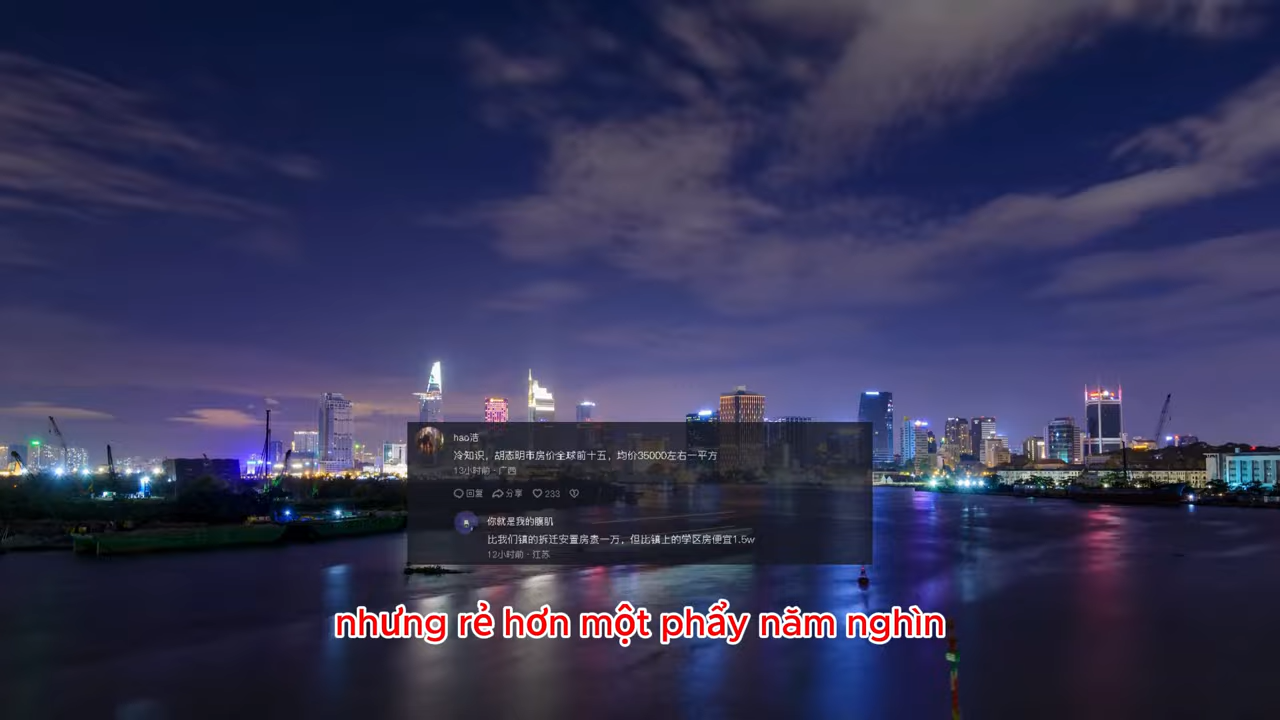 hao浩
冷知识，胡志明市房价全球前十五，均价35000左右一平方
13小时前 · 广西
回复 分享 233
你就是我的腹肌
比我们镇的拆迁安置房贵一万，但比镇上的学区房便宜1.5w
12小时前 · 江苏
nhưng rẻ hơn một phẩy năm nghìn